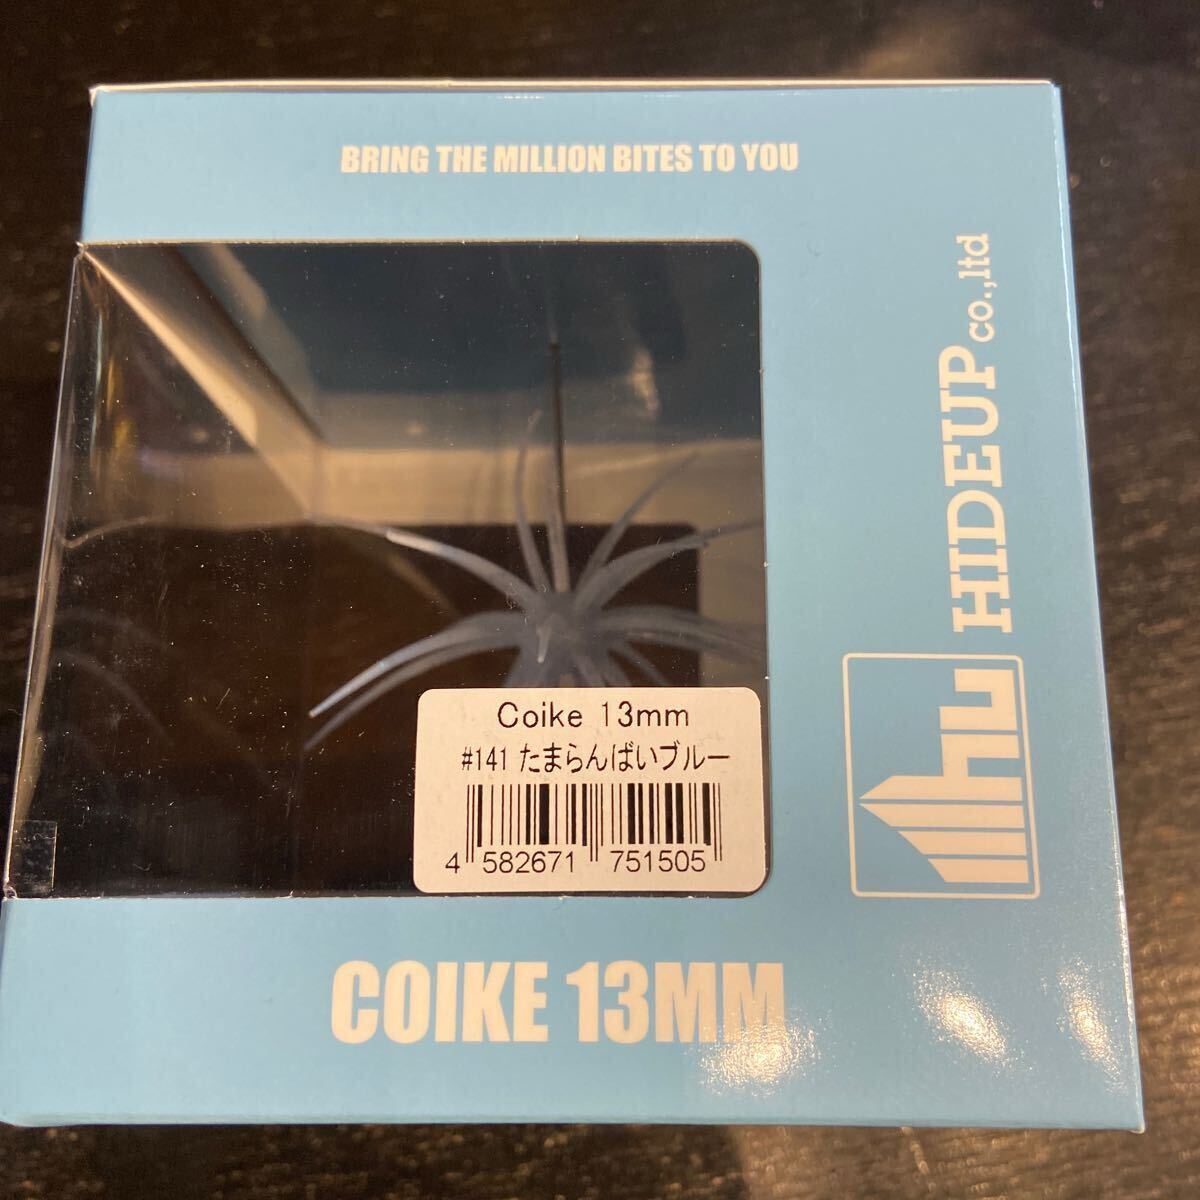 BRING THE MILLION BITES TO YOU
HIDEUP co.,ltd
hu
Coike 13mm
#141 たまらんばいブルー
4 582671 751505
COIKE 13MM